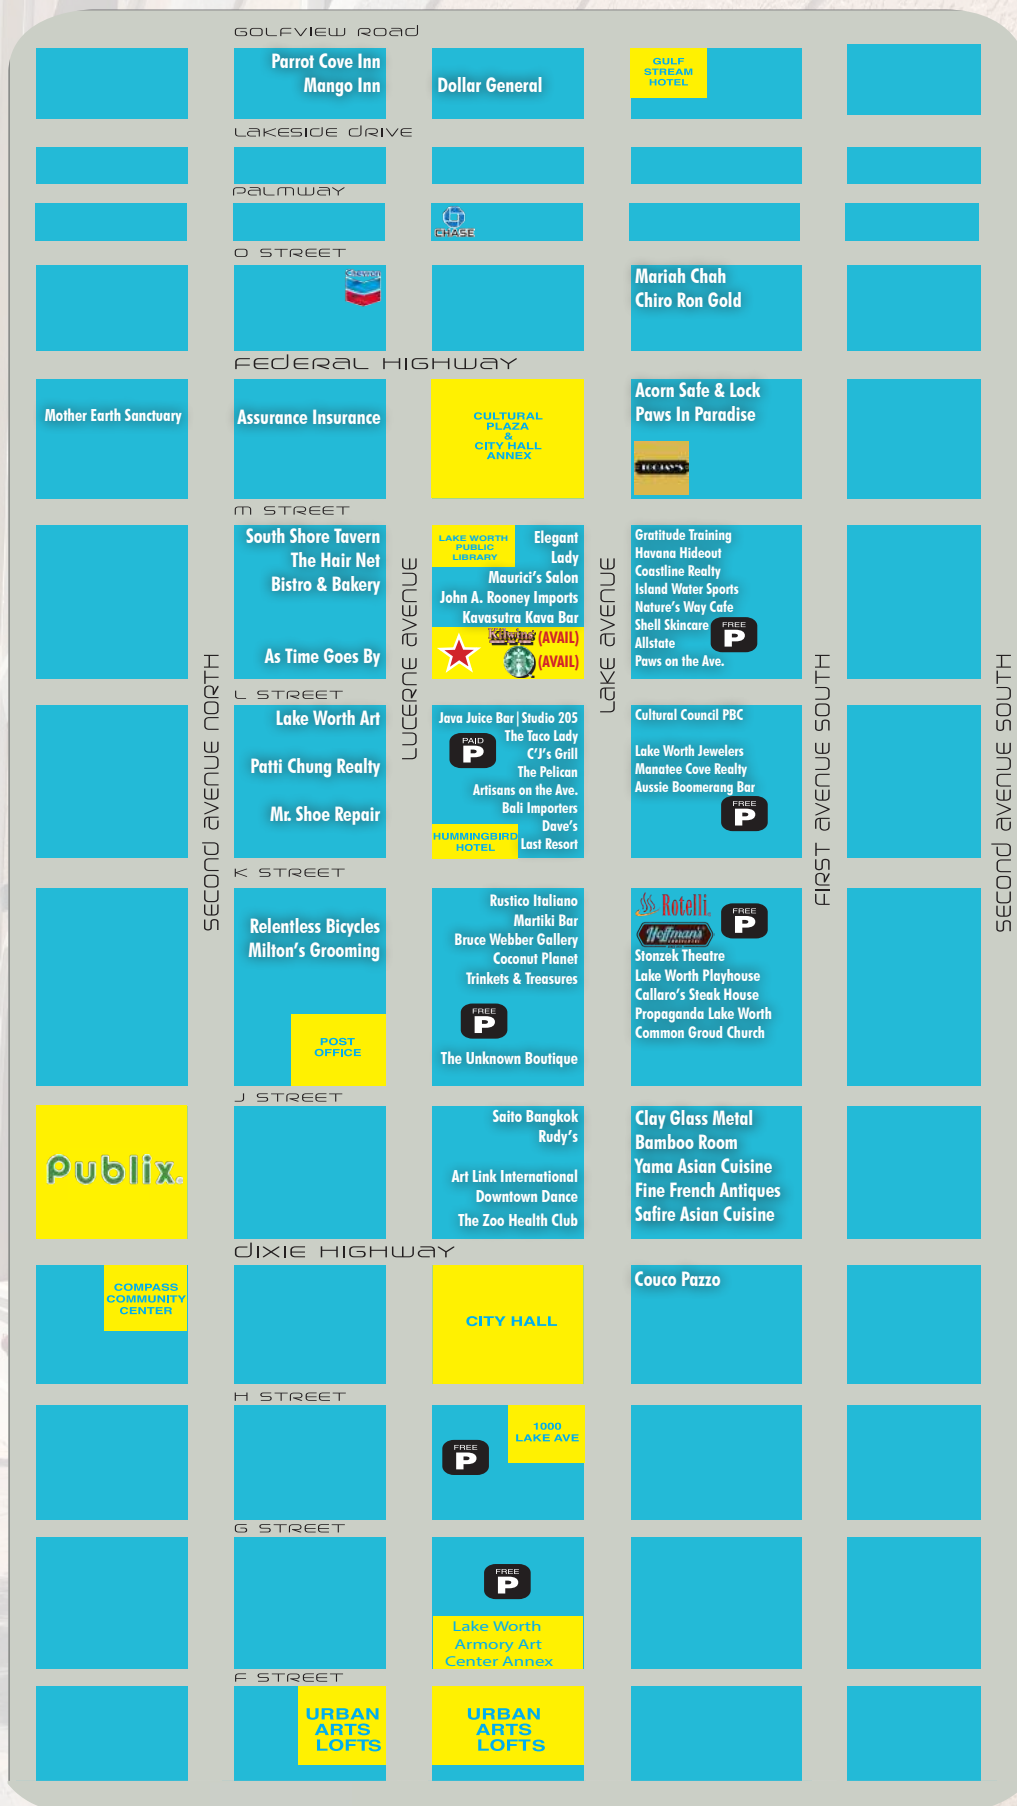 GOLFVIEW ROAD
Parrot Cove Inn
Mango Inn
Dollar General
GULF
STREAM
HOTEL
LAKESIDE DRIVE
PALMWAY
CHASE
O STREET
Chevron
Mariah Chah
Chiro Ron Gold
FEDERAL HIGHWAY
Mother Earth Sanctuary
Assurance Insurance
CULTURAL
PLAZA
&
CITY HALL
ANNEX
Acorn Safe & Lock
Paws In Paradise
TOOJAY'S
M STREET
South Shore Tavern
The Hair Net
Bistro & Bakery
As Time Goes By
LUCERNE AVENUE
LAKE WORTH
PUBLIC
LIBRARY
Elegant
Lady
Maurici's Salon
John A. Rooney Imports
Kavasutra Kava Bar
Kilwins (AVAIL)
(AVAIL)
LAKE AVENUE
Gratitude Training
Havana Hideout
Coastline Realty
Island Water Sports
Nature's Way Cafe
Shell Skincare
Allstate
Paws on the Ave.
FREE
P
SECOND AVENUE NORTH
L STREET
Lake Worth Art
Patti Chung Realty
Mr. Shoe Repair
Java Juice Bar|Studio 205
The Taco Lady
C'J's Grill
The Pelican
Artisans on the Ave.
Bali Importers
Dave's
Last Resort
PAID
P
HUMMINGBIRD
HOTEL
Cultural Council PBC
Lake Worth Jewelers
Manatee Cove Realty
Aussie Boomerang Bar
FREE
P
FIRST AVENUE SOUTH
SECOND AVENUE SOUTH
K STREET
Relentless Bicycles
Milton's Grooming
POST
OFFICE
Rustico Italiano
Martiki Bar
Bruce Webber Gallery
Coconut Planet
Trinkets & Treasures
FREE
P
The Unknown Boutique
Rotelli
FREE
P
Hoffman's
Stonzek Theatre
Lake Worth Playhouse
Callaro's Steak House
Propaganda Lake Worth
Common Groud Church
J STREET
Publix
Saito Bangkok
Rudy's
Art Link International
Downtown Dance
The Zoo Health Club
Clay Glass Metal
Bamboo Room
Yama Asian Cuisine
Fine French Antiques
Safire Asian Cuisine
DIXIE HIGHWAY
COMPASS
COMMUNITY
CENTER
CITY HALL
Couco Pazzo
H STREET
FREE
P
1000
LAKE AVE
G STREET
FREE
P
Lake Worth
Armory Art
Center Annex
F STREET
URBAN
ARTS
LOFTS
URBAN
ARTS
LOFTS